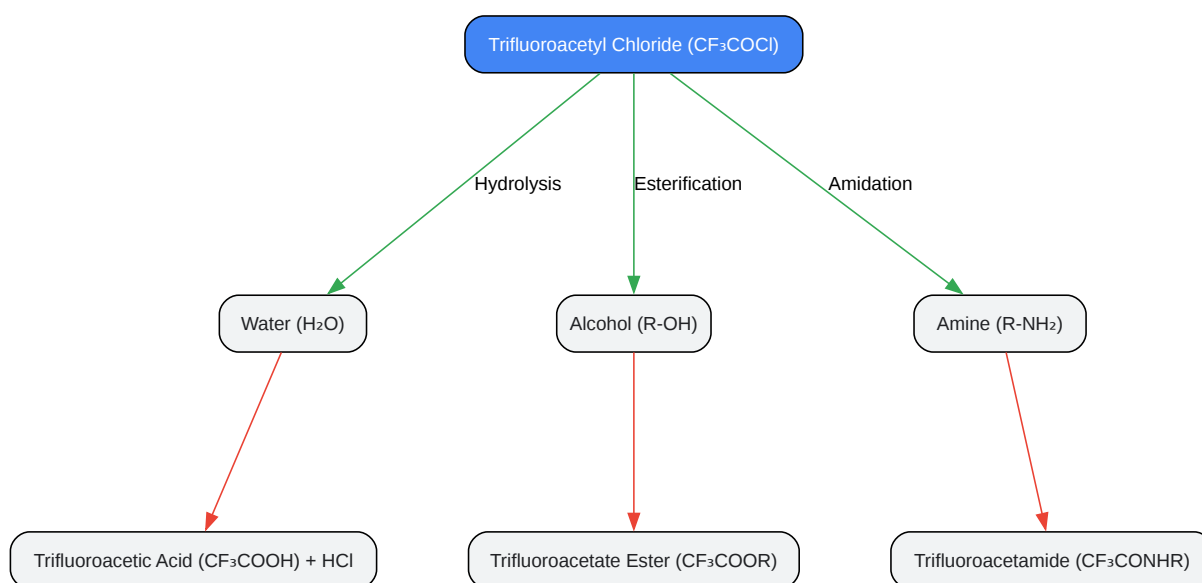 Trifluoroacetyl Chloride (CF₃COCl)
Hydrolysis
Esterification
Amidation
Water (H₂O)
Alcohol (R-OH)
Amine (R-NH₂)
Trifluoroacetic Acid (CF₃COOH) + HCl
Trifluoroacetate Ester (CF₃COOR)
Trifluoroacetamide (CF₃CONHR)